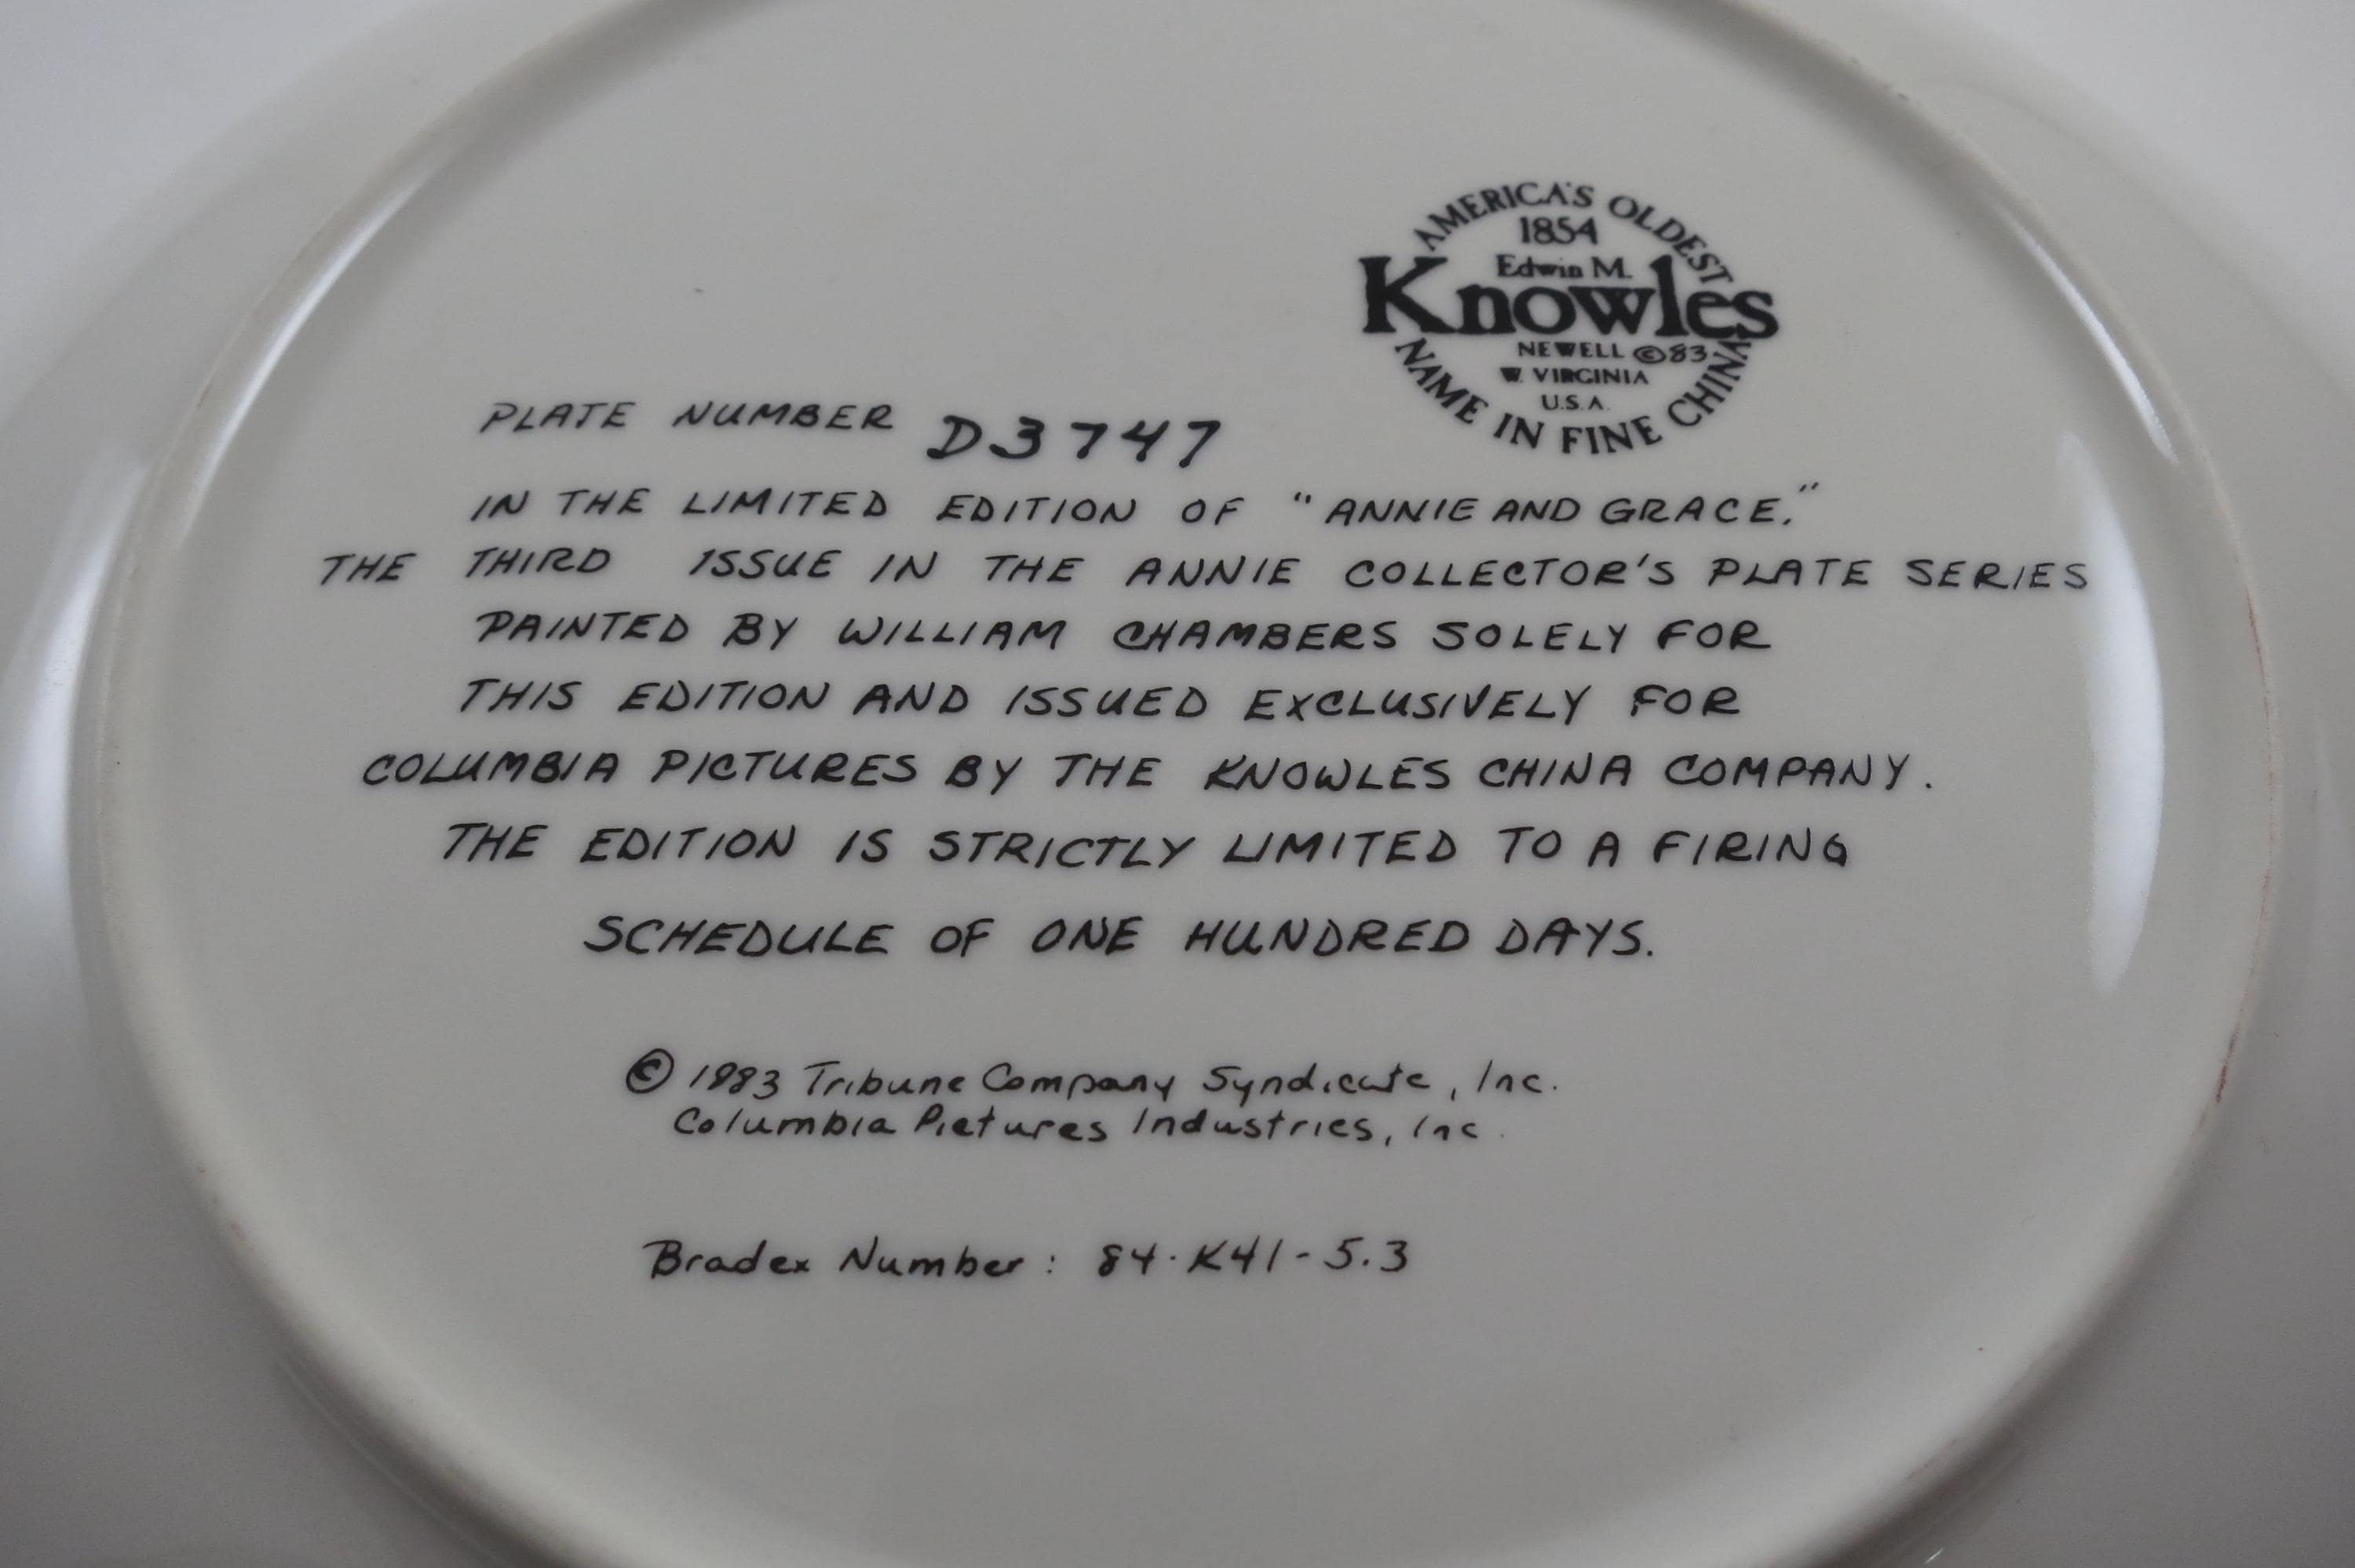 AMERICA'S OLDEST
1854
Edwin M.
Knowles
NEWELL ©83
W. VIRGINIA
U.S.A.
NAME IN FINE CHINA
PLATE NUMBER D3747
IN THE LIMITED EDITION OF "ANNIE AND GRACE."
THE THIRD ISSUE IN THE ANNIE COLLECTOR'S PLATE SERIES
PAINTED BY WILLIAM CHAMBERS SOLELY FOR
THIS EDITION AND ISSUED EXCLUSIVELY FOR
COLUMBIA PICTURES BY THE KNOWLES CHINA COMPANY.
THE EDITION IS STRICTLY LIMITED TO A FIRING
SCHEDULE OF ONE HUNDRED DAYS.
© 1983 Tribune Company Syndicate, Inc.
Columbia Pictures Industries, Inc.
Bradex Number: 84-K41-5.3